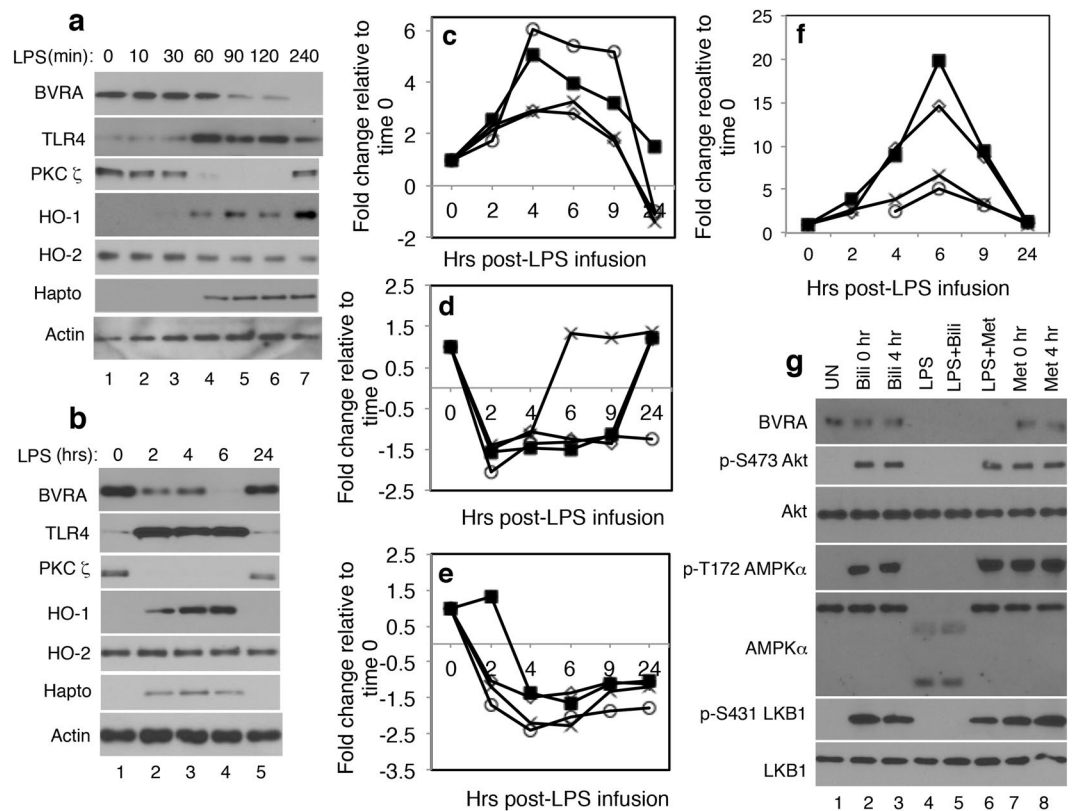 a
LPS(min): 0 10 30 60 90 120 240
BVRA
TLR4
PKC ζ
HO-1
HO-2
Hapto
Actin
1 2 3 4 5 6 7
b
LPS (hrs): 0 2 4 6 24
BVRA
TLR4
PKC ζ
HO-1
HO-2
Hapto
Actin
1 2 3 4 5
c
Fold change relative to
time 0
6
4
2
0
-2
0 2 4 6 9 24
Hrs post-LPS infusion
d
Fold change relative to
time 0
2.5
1.5
0.5
-0.5
-1.5
-2.5
0 2 4 6 9 24
Hrs post-LPS infusion
e
Fold change relative to
time 0
2.5
1.5
0.5
-0.5
-1.5
-2.5
-3.5
0 2 4 6 9 24
Hrs post-LPS infusion
f
Fold change reoaltive to
time 0
25
20
15
10
5
0
0 2 4 6 9 24
Hrs post-LPS infusion
g
UN
Bili 0 hr
Bili 4 hr
LPS
LPS+Bili
LPS+Met
Met 0 hr
Met 4 hr
BVRA
p-S473 Akt
Akt
p-T172 AMPKα
AMPKα
p-S431 LKB1
LKB1
1 2 3 4 5 6 7 8